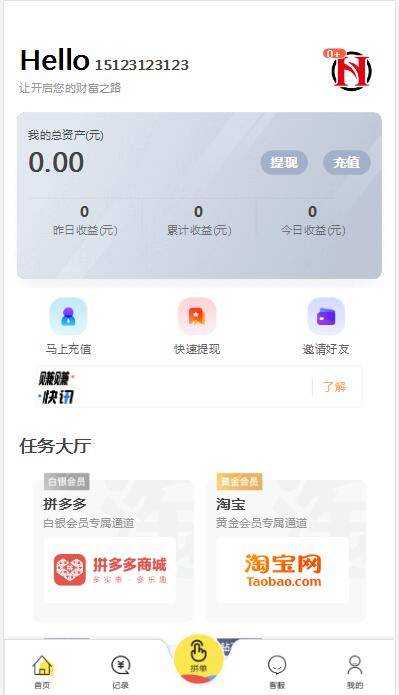 Hello 15123123123
0+
让开启您的财富之路
我的总资产(元)
0.00
提现 充值
0 0 0
昨日收益(元) 累计收益(元) 今日收益(元)
马上充值 快速提现 邀请好友
赚赚
快讯
了解
任务大厅
白银会员 黄金会员
拼多多 淘宝
白银会员专属通道 黄金会员专属通道
拼多多商城 淘宝网
多实惠·多乐趣 Taobao.com
拼单
首页 记录 客服 我的